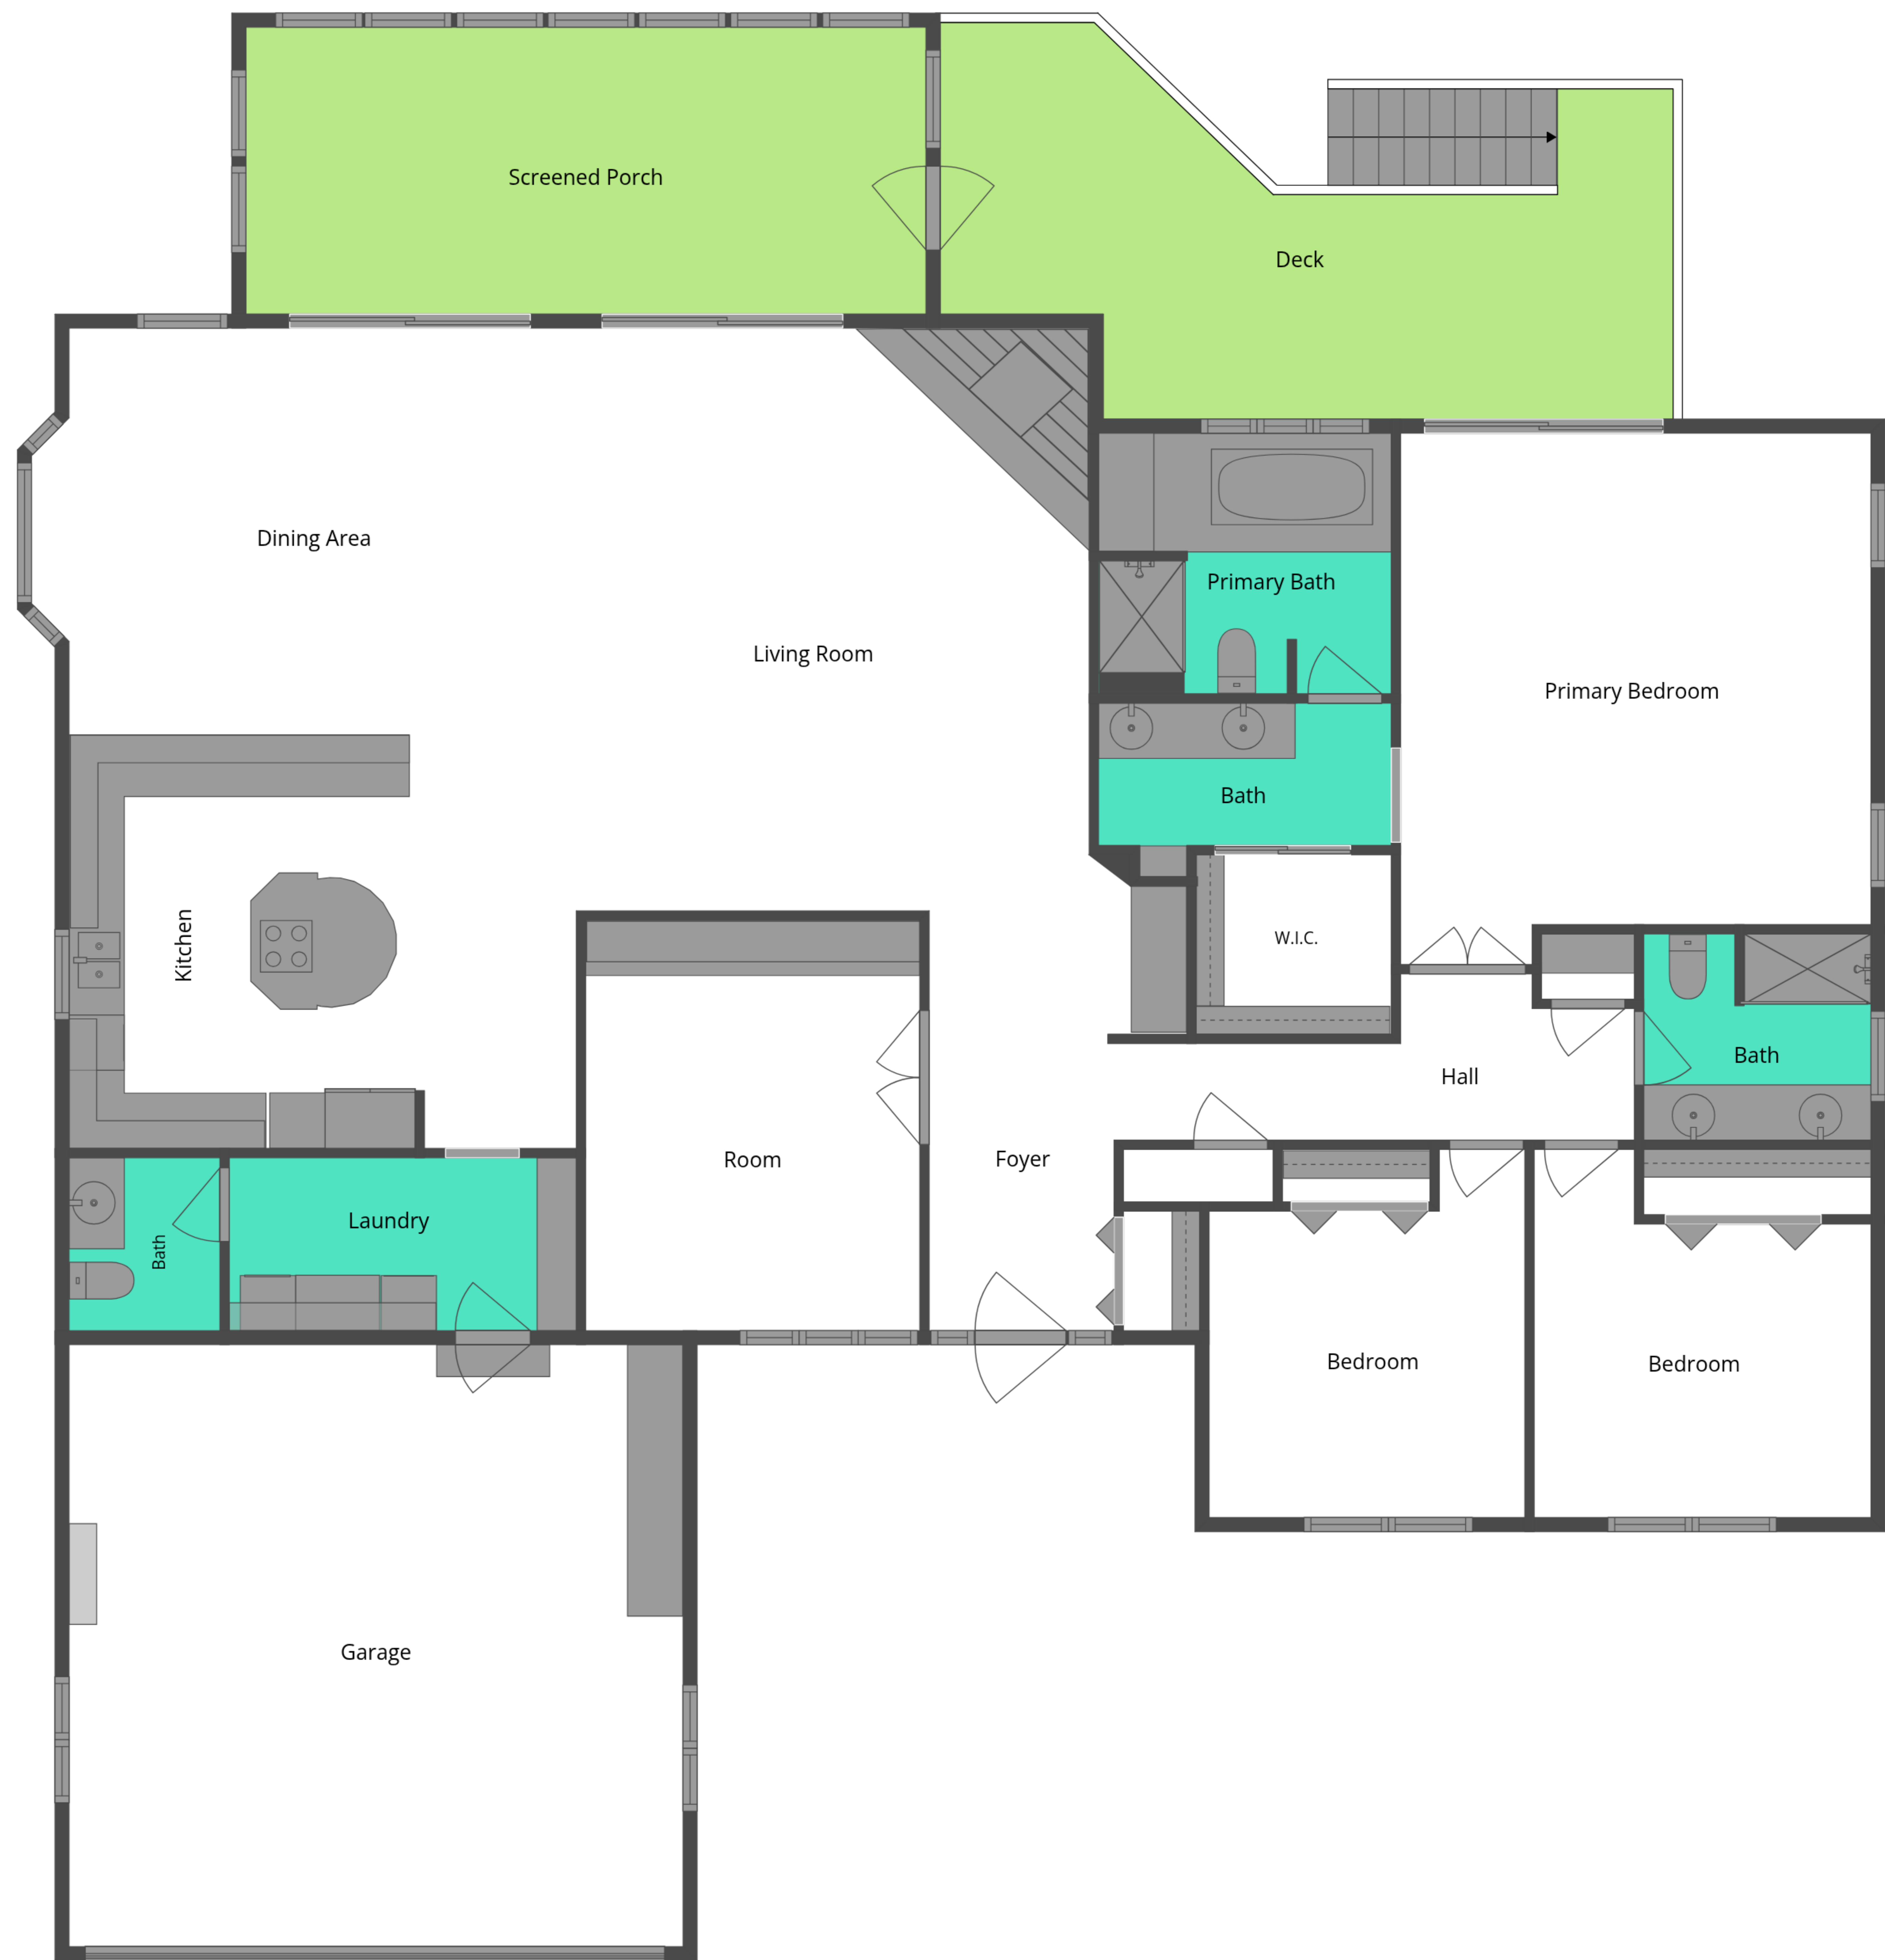 Screened Porch
Deck
Dining Area
Primary Bath
Living Room
Primary Bedroom
Bath
Kitchen
W.I.C.
Bath
Hall
Room
Foyer
Laundry
Bath
Bedroom
Bedroom
Garage